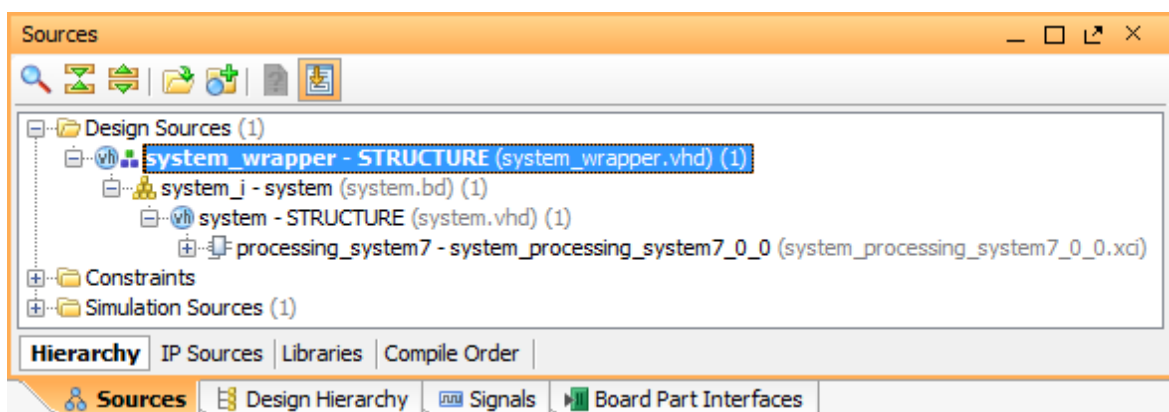 Sources
Design Sources (1)
system_wrapper - STRUCTURE (system_wrapper.vhd) (1)
system_i - system (system.bd) (1)
system - STRUCTURE (system.vhd) (1)
processing_system7 - system_processing_system7_0_0 (system_processing_system7_0_0.xci)
Constraints
Simulation Sources (1)
Hierarchy IP Sources Libraries Compile Order
Sources Design Hierarchy Signals Board Part Interfaces